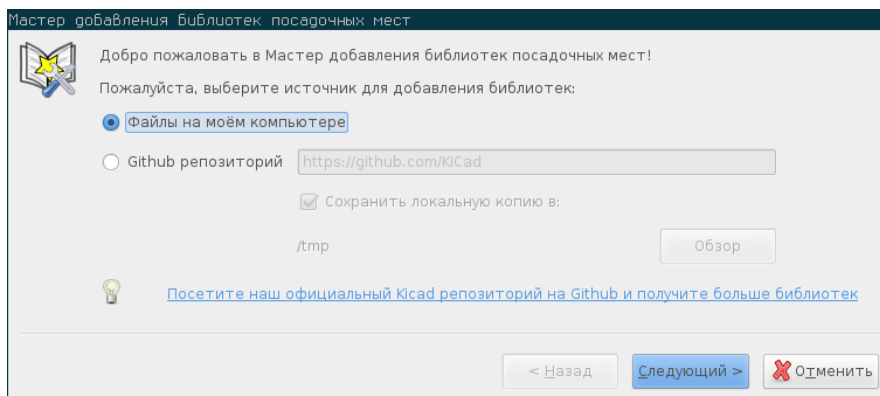 Мастер добавления библиотек посадочных мест
Добро пожаловать в Мастер добавления библиотек посадочных мест!
Пожалуйста, выберите источник для добавления библиотек:
Файлы на моём компьютере
Github репозиторий https://github.com/KiCad
Сохранить локальную копию в:
/tmp Обзор
Посетите наш официальный Kicad репозиторий на Github и получите больше библиотек
< Назад Следующий > Отменить